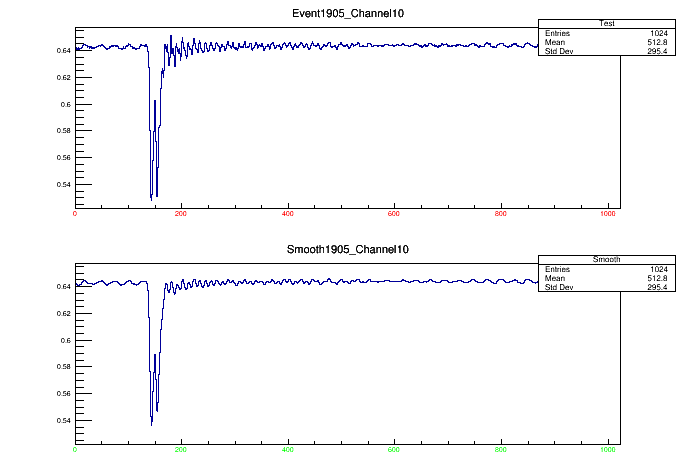 Event1905_Channel10
Test
Entries 1024
Mean 512.8
Std Dev 295.4
0.64
0.62
0.6
0.58
0.56
0.54
0 200 400 600 800 1000
Smooth1905_Channel10
Smooth
Entries 1024
Mean 512.8
Std Dev 295.4
0.64
0.62
0.6
0.58
0.56
0.54
0 200 400 600 800 1000